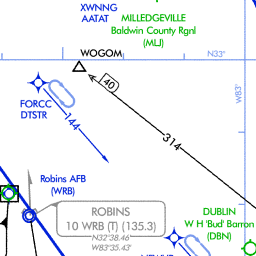 XWNNG
AATAT
MILLEDGEVILLE
Baldwin County Rgnl
(MLJ)
WOGOM
N33°
40
W83°
FORCC
DTSTR
144
314
Robins AFB
(WRB)
ROBINS
10 WRB (T) (135.3)
N32°38.46
W83°35.43'
DUBLIN
W H 'Bud' Barron
(DBN)